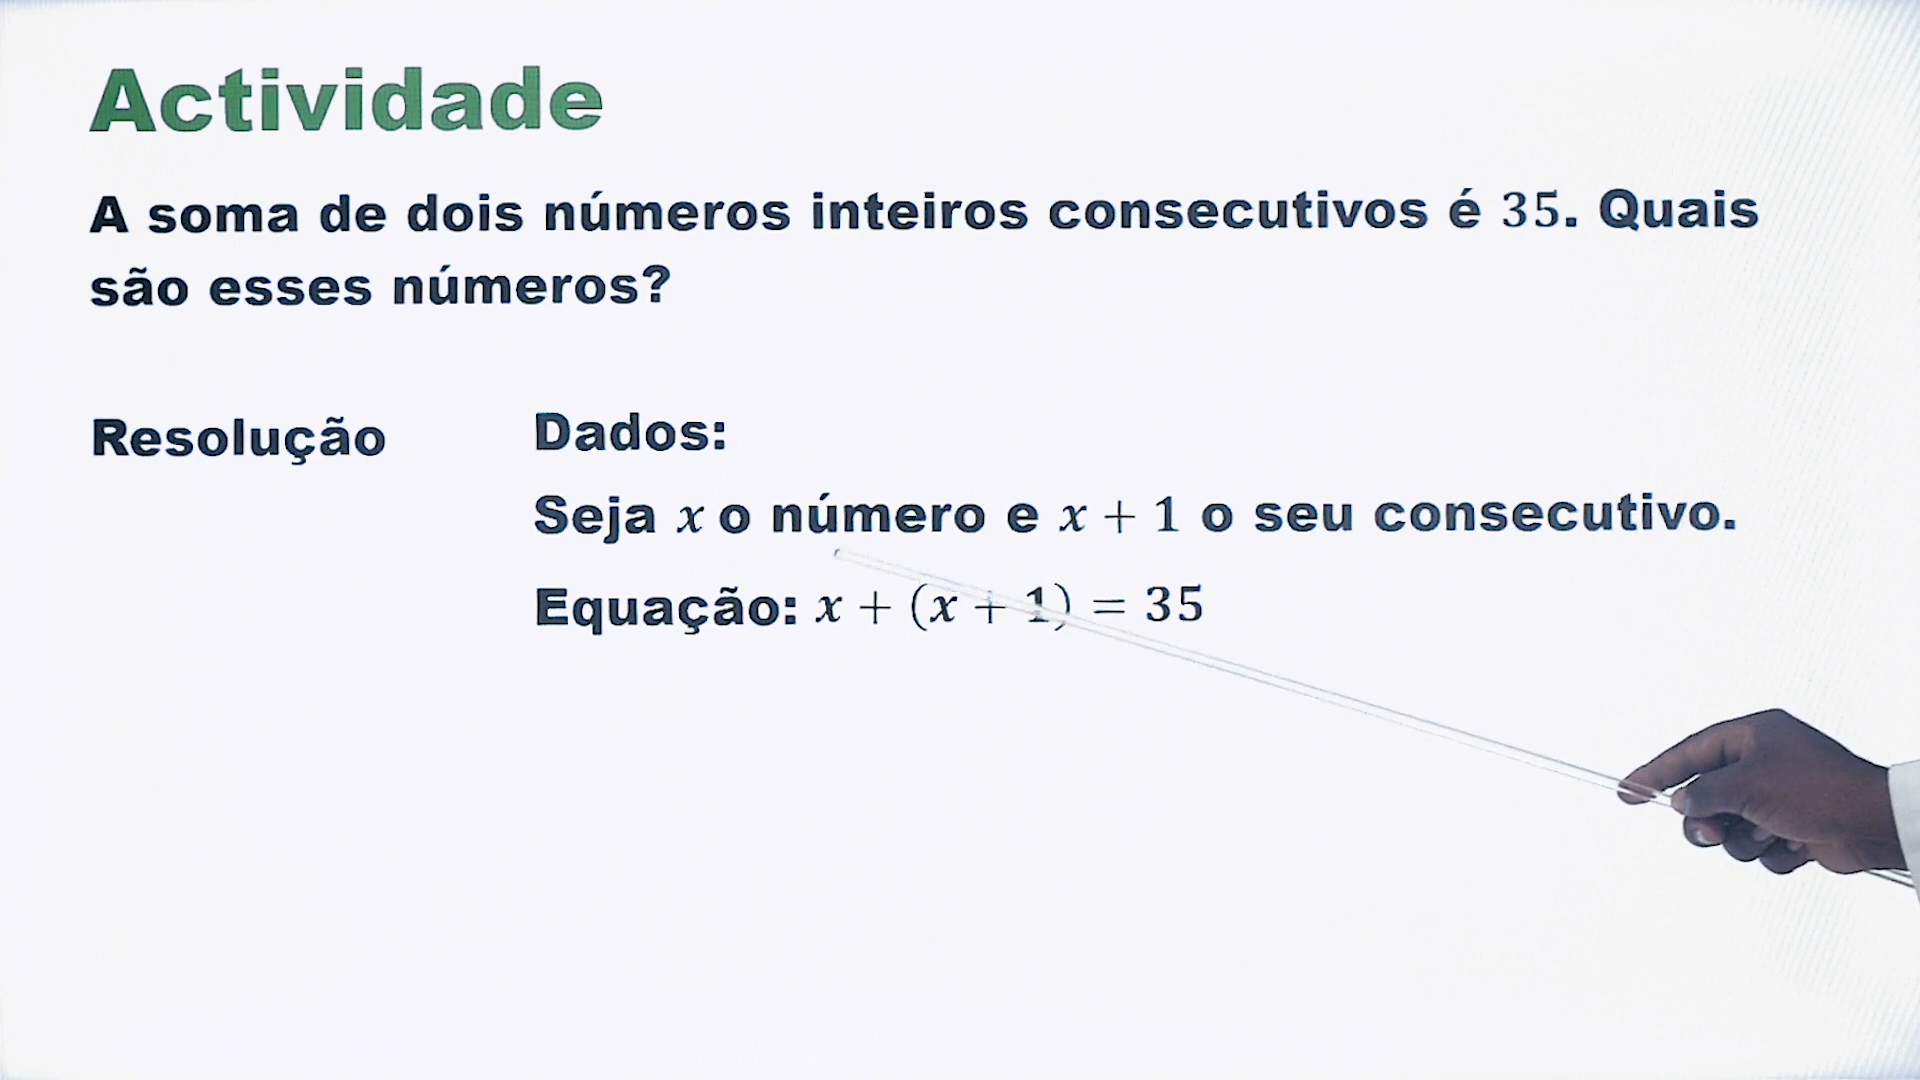 Actividade
A soma de dois números inteiros consecutivos é 35. Quais
são esses números?
Resolução
Dados:
Seja x o número e x + 1 o seu consecutivo.
Equação: x + (x + 1) = 35